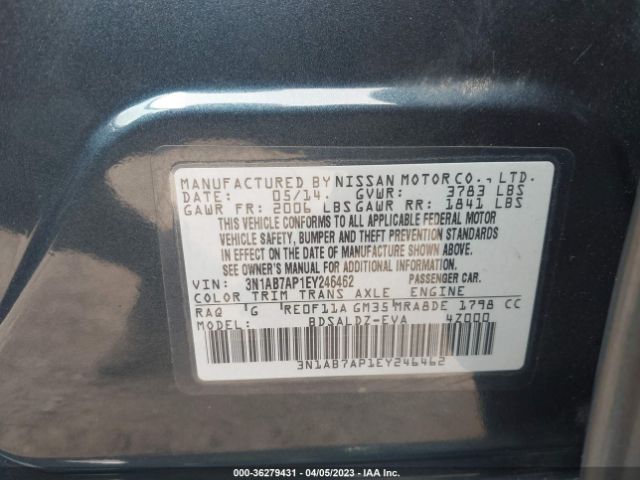 MANUFACTURED BY NISSAN MOTOR CO., LTD.
DATE: 05/14. GVWR: 3783 LBS
GAWR FR: 2006 LBS GAWR RR: 1841 LBS
THIS VEHICLE CONFORMS TO ALL APPLICABLE FEDERAL MOTOR
VEHICLE SAFETY, BUMPER AND THEFT PREVENTION STANDARDS
IN EFFECT ON THE DATE OF MANUFACTURE SHOWN ABOVE.
SEE OWNER'S MANUAL FOR MORE INFORMATION.
VIN: 3N1AB7AP1EY246462 PASSENGER CAR.
COLOR TRIM TRANS AXLE ENGINE
RAQ G RE0F11A GM35 MRA8DE 1798 CC
MODEL BDSALDZ-EVA 4Z000
3N1AB7AP1EY246462
000-36279431 - 04/05/2023 - IAA Inc.